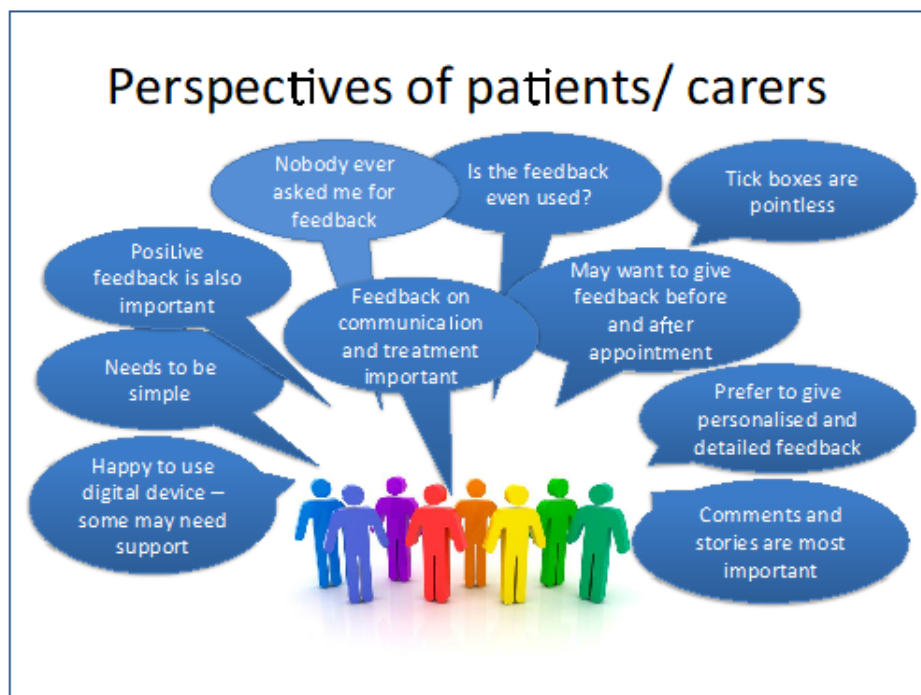 Perspectives of patients/ carers
Nobody ever
asked me for
feedback
Is the feedback
even used?
Tick boxes are
pointless
Positive
feedback is also
important
Feedback on
communication
and treatment
important
May want to give
feedback before
and after
appointment
Needs to be
simple
Prefer to give
personalised and
detailed feedback
Happy to use
digital device –
some may need
support
Comments and
stories are most
important